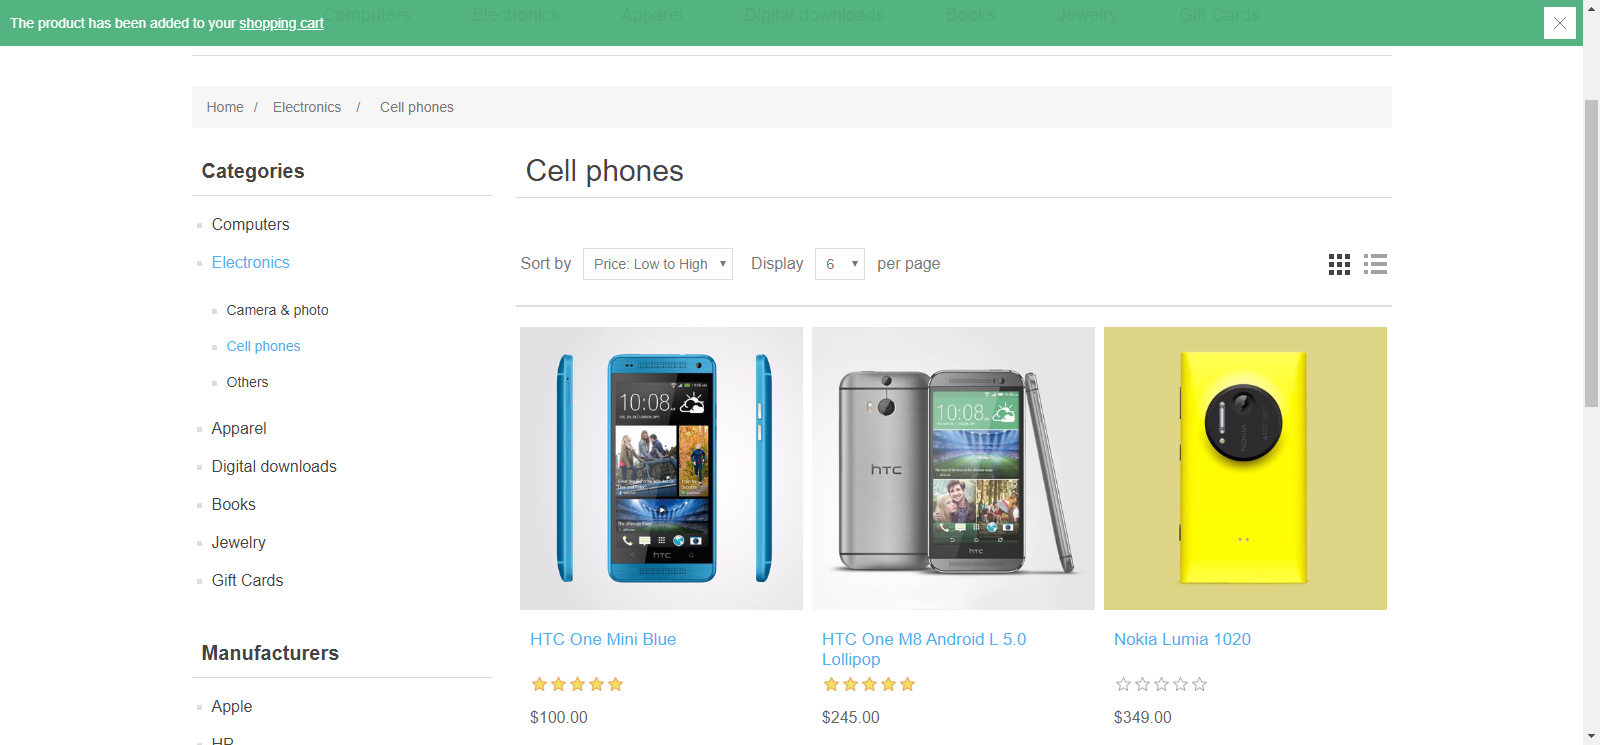 Computers Electronics Apparel Digital downloads Books Jewelry Gift Cards
The product has been added to your shopping cart
Home / Electronics / Cell phones
Categories
Computers
Electronics
Camera & photo
Cell phones
Others
Apparel
Digital downloads
Books
Jewelry
Gift Cards
Manufacturers
Apple
HP
Cell phones
Sort by Price: Low to High Display 6 per page
10:08
hTC
hTC
10:08
hTC
NOKIA
HTC One Mini Blue
$100.00
HTC One M8 Android L 5.0
Lollipop
$245.00
Nokia Lumia 1020
$349.00